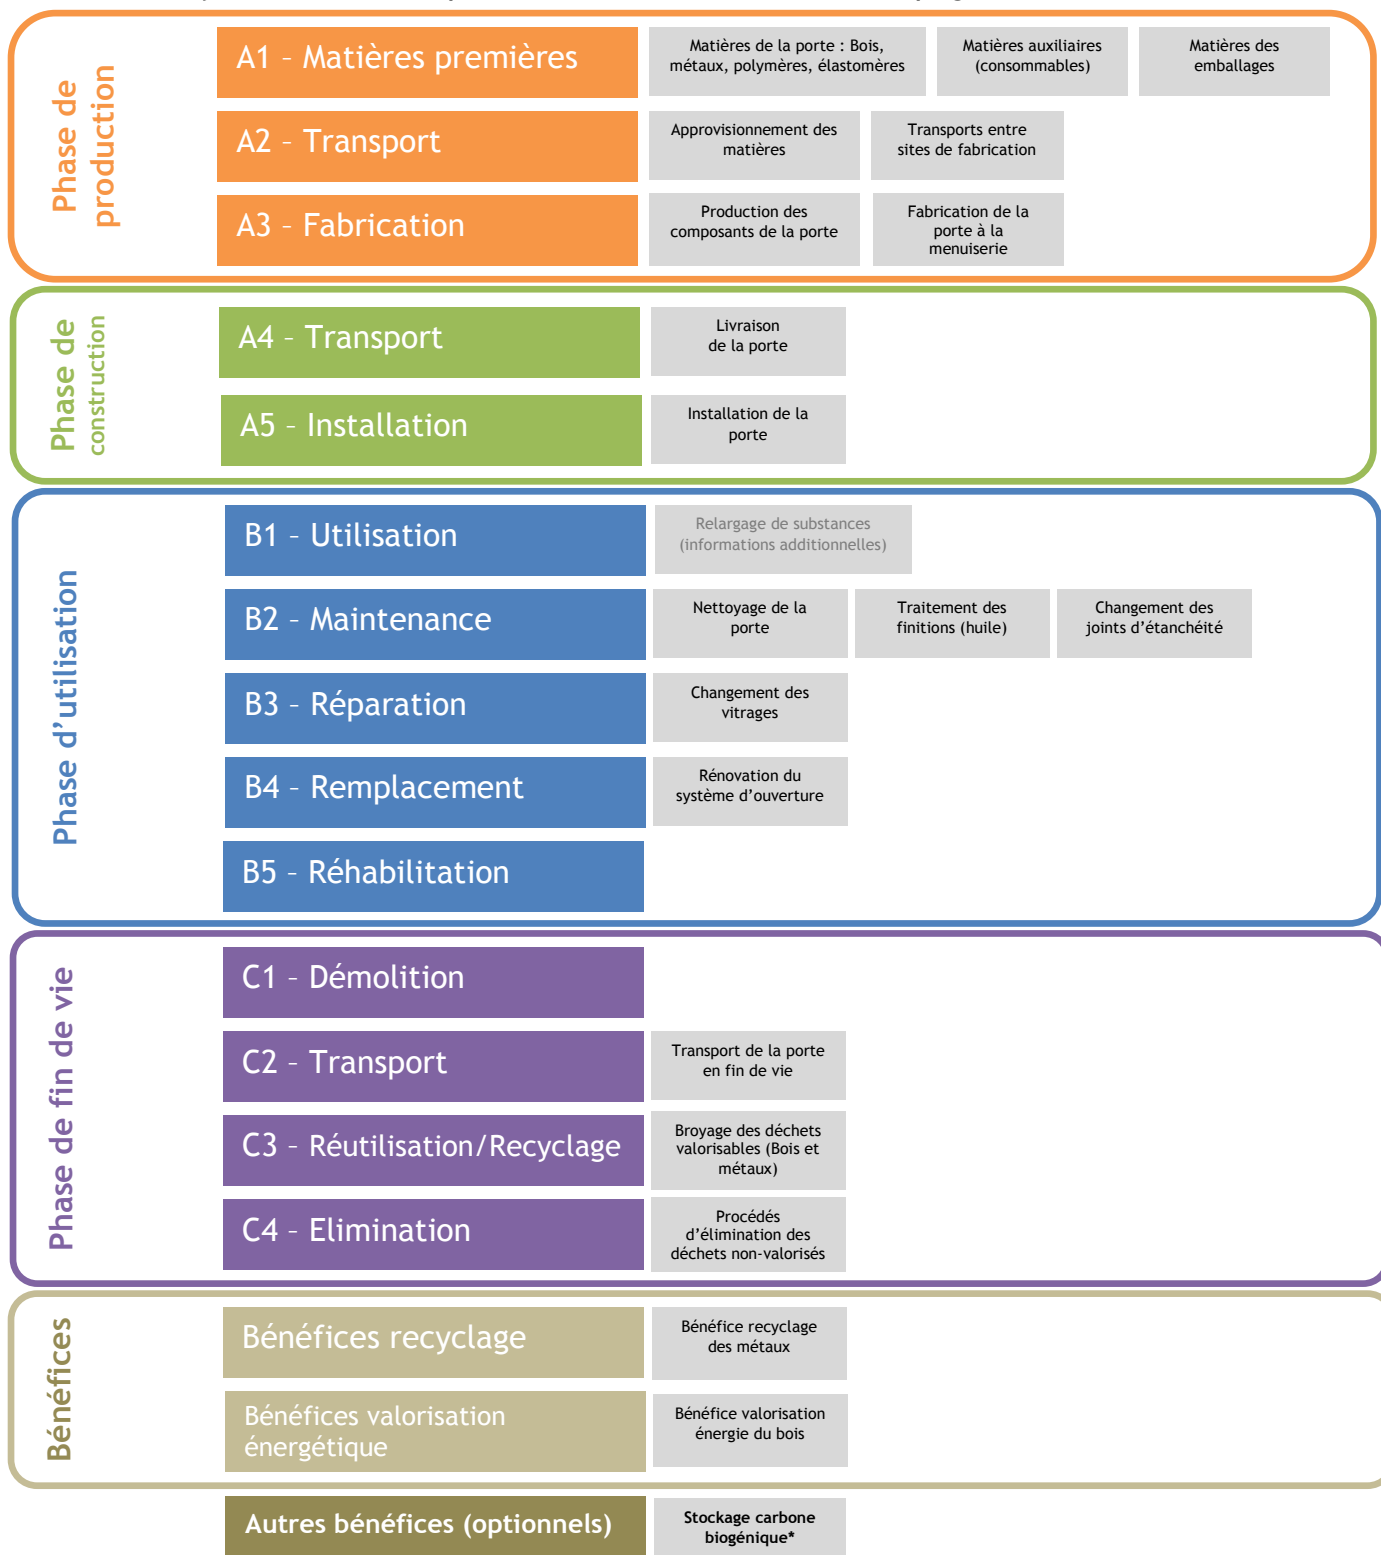 Phase de
production
A1 – Matières premières
Matières de la porte : Bois,
métaux, polymères, élastomères
Matières auxiliaires
(consommables)
Matières des
emballages
A2 – Transport
Approvisionnement des
matières
Transports entre
sites de fabrication
A3 – Fabrication
Production des
composants de la porte
Fabrication de la
porte à la
menuiserie
Phase de
construction
A4 – Transport
Livraison
de la porte
A5 – Installation
Installation de la
porte
Phase d’utilisation
B1 – Utilisation
Relargage de substances
(informations additionnelles)
B2 – Maintenance
Nettoyage de la
porte
Traitement des
finitions (huile)
Changement des
joints d’étanchéité
B3 – Réparation
Changement des
vitrages
B4 – Remplacement
Rénovation du
système d’ouverture
B5 – Réhabilitation
Phase de fin de vie
C1 – Démolition
C2 – Transport
Transport de la porte
en fin de vie
C3 – Réutilisation/Recyclage
Broyage des déchets
valorisables (Bois et
métaux)
C4 – Elimination
Procédés
d’élimination des
déchets non-valorisés
Bénéfices
Bénéfices recyclage
Bénéfice recyclage
des métaux
Bénéfices valorisation
énergétique
Bénéfice valorisation
énergie du bois
Autres bénéfices (optionnels)
Stockage carbone
biogénique*